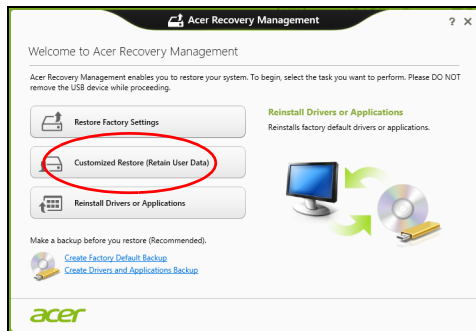 Acer Recovery Management
? X
Welcome to Acer Recovery Management
Acer Recovery Management enables you to restore your system. To begin, select the task you want to perform. Please DO NOT
remove the USB device while proceeding.
Restore Factory Settings
Customized Restore (Retain User Data)
Reinstall Drivers or Applications
Reinstall Drivers or Applications
Reinstalls factory default drivers or applications.
Make a backup before you restore (Recommended).
Create Factory Default Backup
Create Drivers and Applications Backup
acer